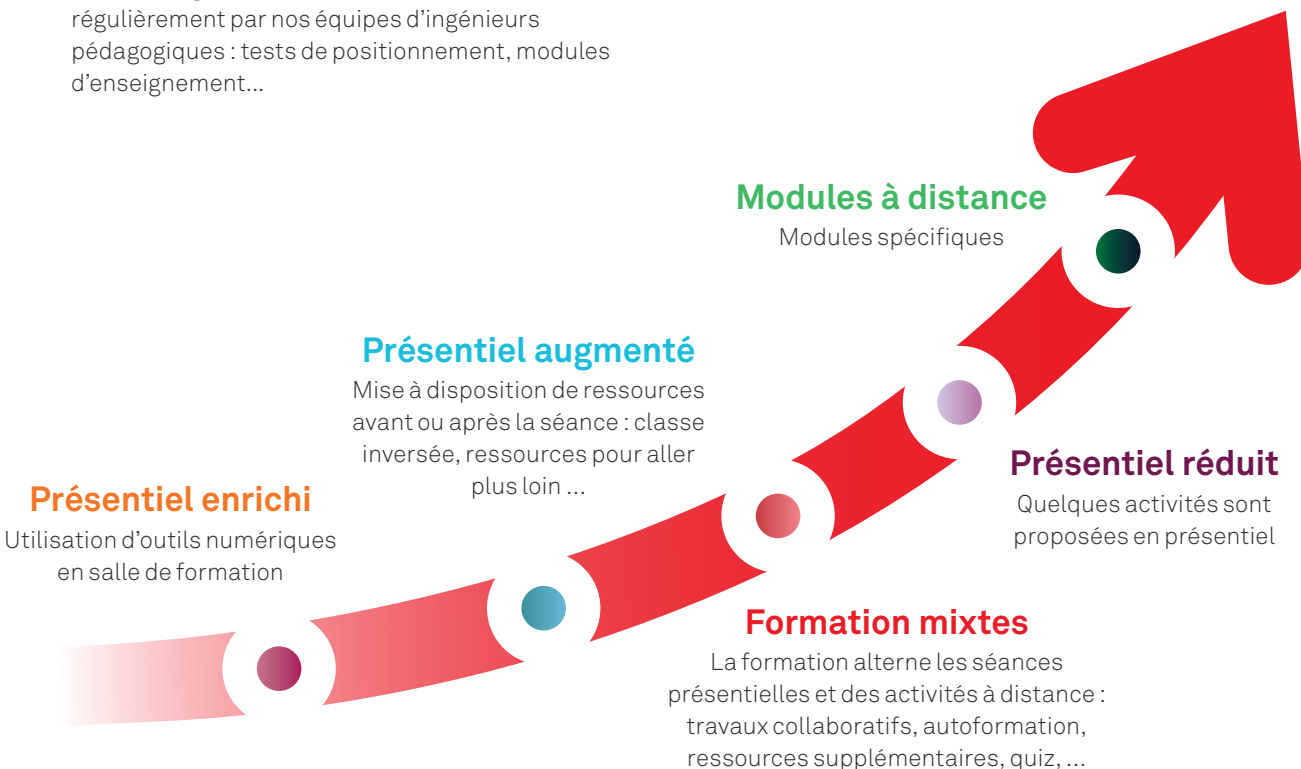 régulièrement par nos équipes d’ingénieurs
pédagogiques : tests de positionnement, modules
d’enseignement...
Modules à distance
Modules spécifiques
Présentiel augmenté
Mise à disposition de ressources
avant ou après la séance : classe
inversée, ressources pour aller
plus loin ...
Présentiel enrichi
Utilisation d’outils numériques
en salle de formation
Présentiel réduit
Quelques activités sont
proposées en présentiel
Formation mixtes
La formation alterne les séances
présentielles et des activités à distance :
travaux collaboratifs, autoformation,
ressources supplémentaires, quiz, ...